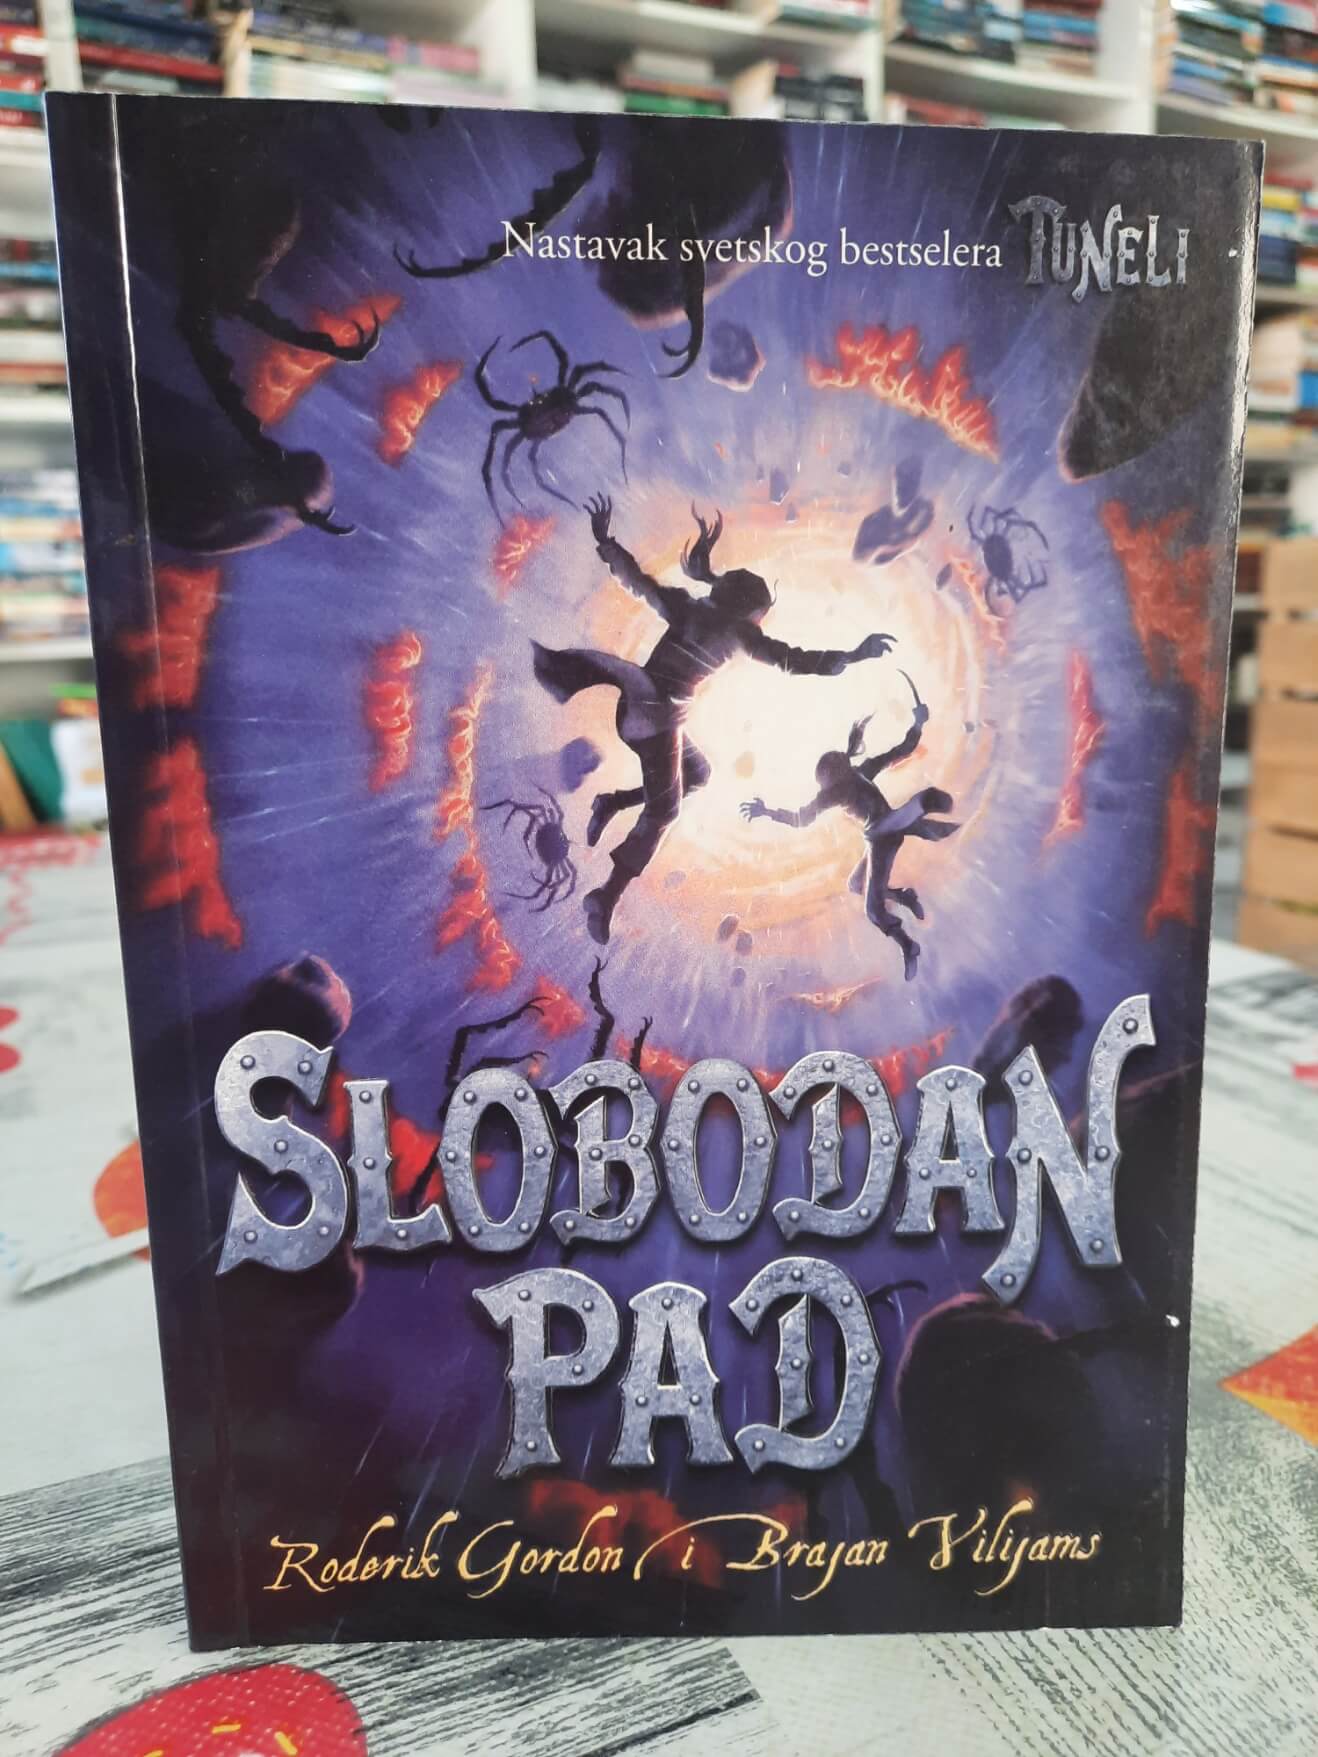 Nastavak svetskog bestselera TUNELI
SLOBODAN
PAD
Roderik Gordon i Brajan Vilijams